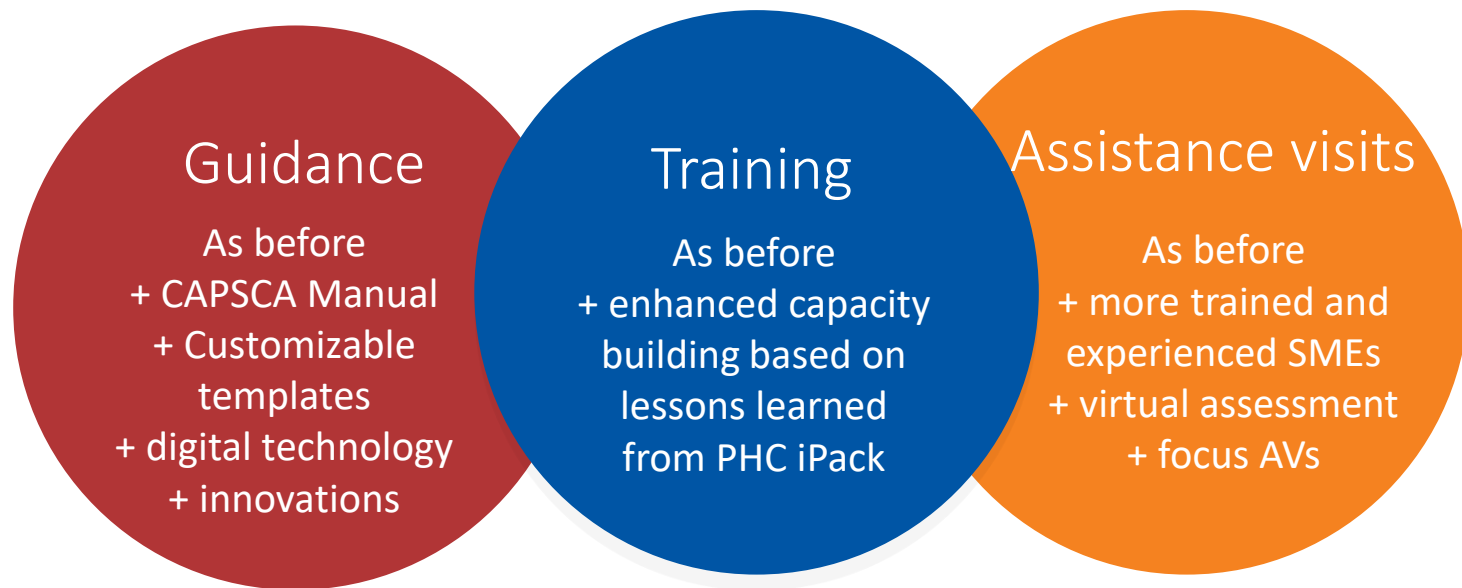 Guidance
As before
+ CAPSCA Manual
+ Customizable
templates
+ digital technology
+ innovations
Training
As before
+ enhanced capacity
building based on
lessons learned
from PHC iPack
Assistance visits
As before
+ more trained and
experienced SMEs
+ virtual assessment
+ focus AVs